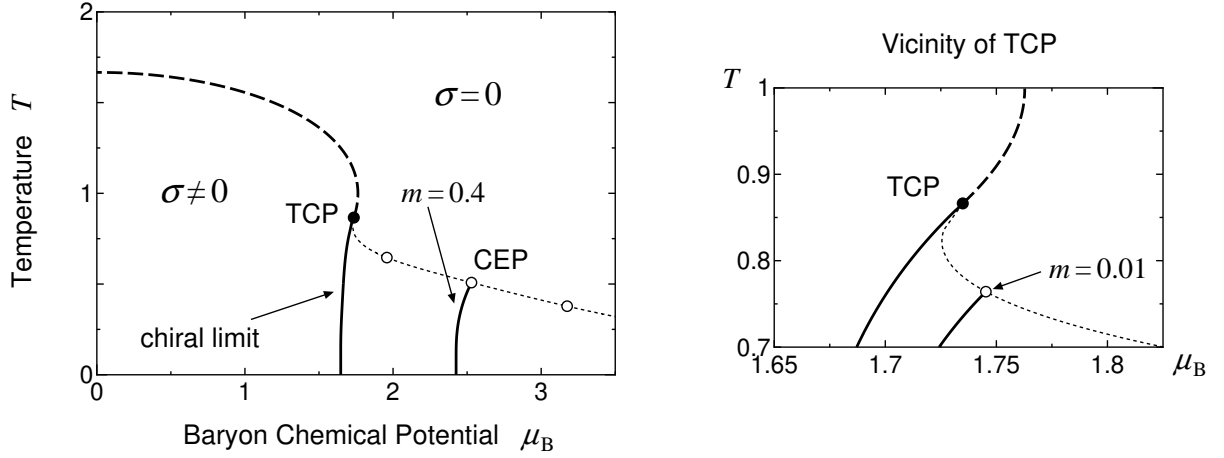 Temperature T
2
1
0
0
1
2
3
σ=0
σ≠0
TCP
m=0.4
CEP
chiral limit
Baryon Chemical Potential μB
Vicinity of TCP
T
1
0.9
0.8
0.7
1.65
1.7
1.75
1.8
μB
TCP
m=0.01